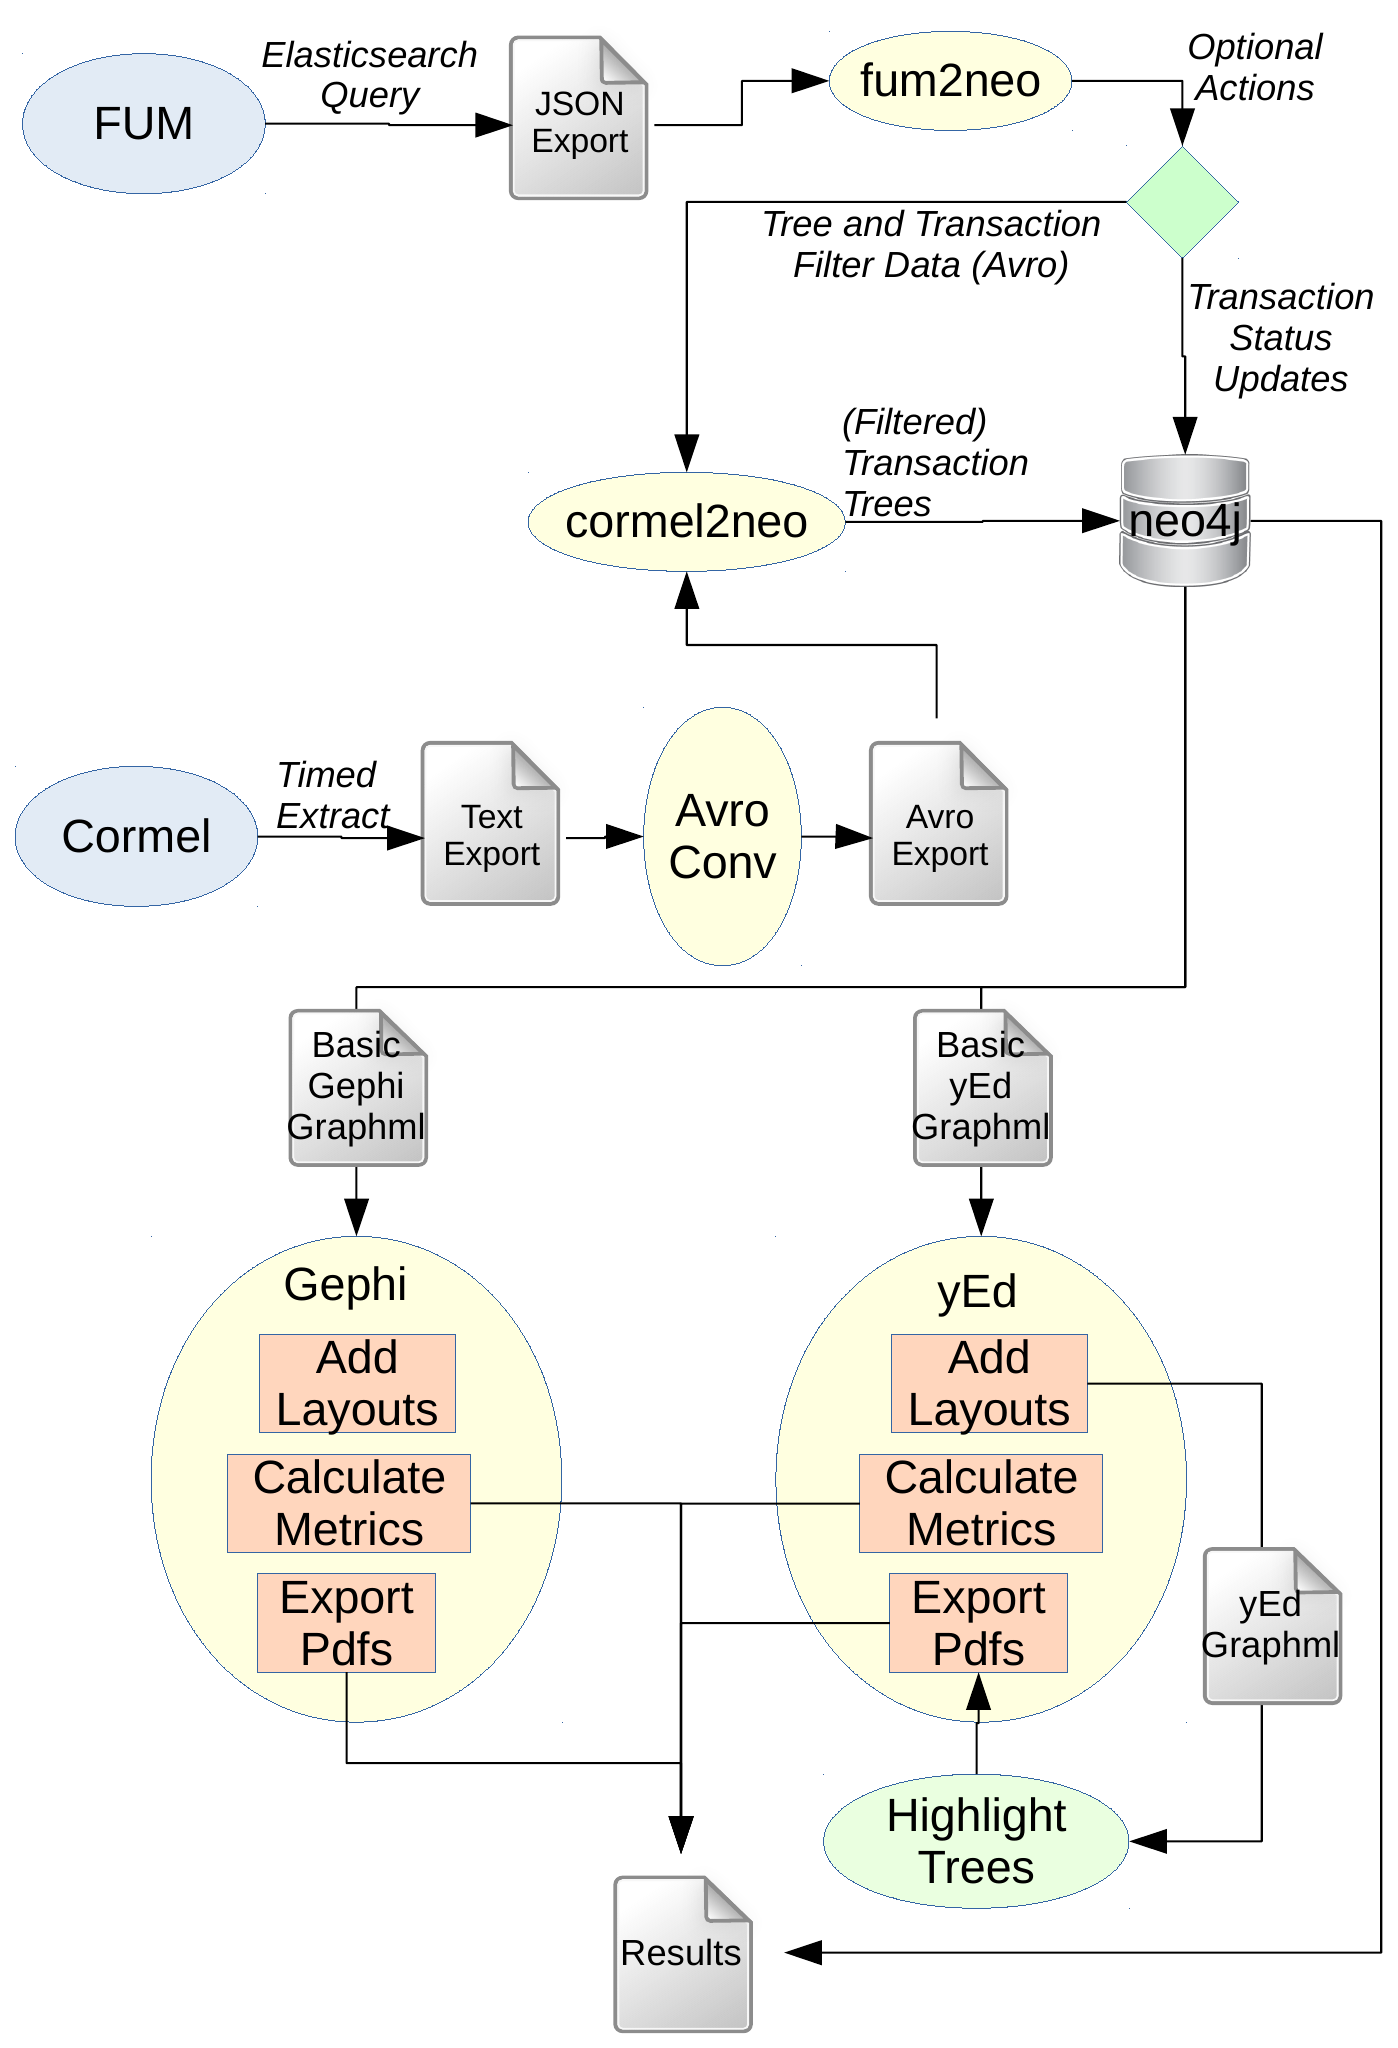 FUM
Elasticsearch
Query
JSON
Export
fum2neo
Optional
Actions
Tree and Transaction
Filter Data (Avro)
Transaction
Status
Updates
(Filtered)
Transaction
Trees
cormel2neo
neo4j
Cormel
Timed
Extract
Text
Export
Avro
Conv
Avro
Export
Basic
Gephi
Graphml
Basic
yEd
Graphml
Gephi
Add
Layouts
Calculate
Metrics
Export
Pdfs
yEd
Add
Layouts
Calculate
Metrics
Export
Pdfs
yEd
Graphml
Highlight
Trees
Results